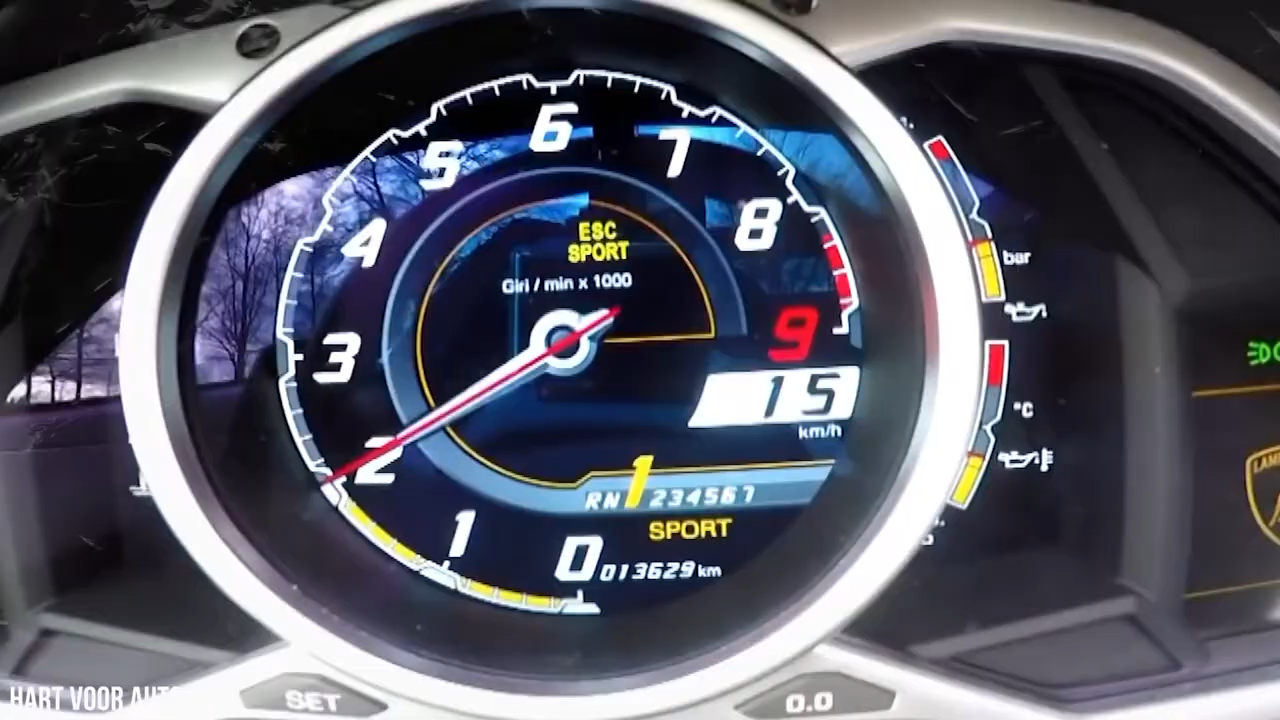 6
5
7
4
8
ESC
SPORT
Giri / min x 1000
bar
3
9
15
km/h
°C
2
RN 1 234567
1
SPORT
0
013629 km
SET
0.0
HART VOOR AUTO